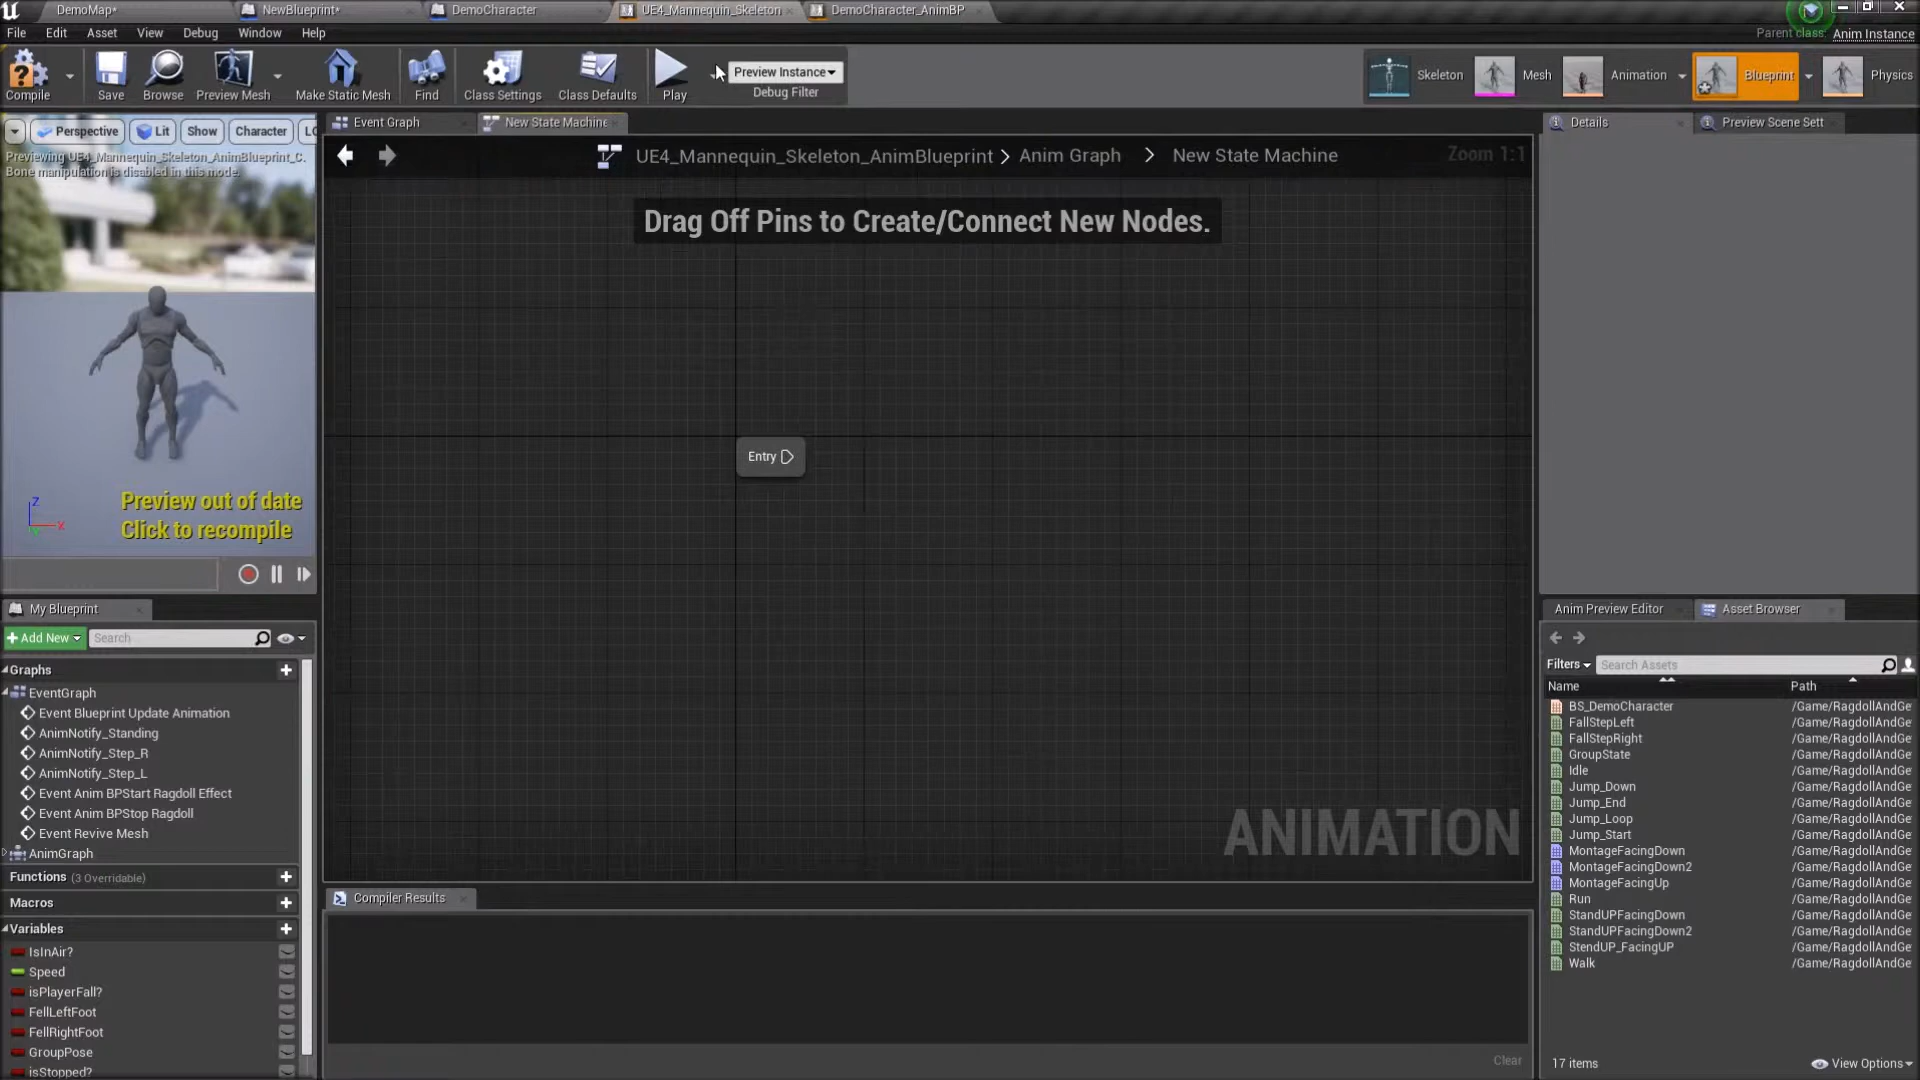 DemoMap*
NewBlueprint*
DemoCharacter
UE4_Mannequin_Skeleton
DemoCharacter_AnimBP
File Edit Asset View Debug Window Help
Parent class: Anim Instance
Compile
Save
Browse
Preview Mesh
Make Static Mesh
Find
Class Settings
Class Defaults
Play
Preview Instance
Debug Filter
Skeleton
Mesh
Animation
Blueprint
Physics
Perspective
Lit
Show
Character
LO
Previewing UE4_Mannequin_Skeleton_AnimBlueprint_C.
Bone manipulation is disabled in this mode.
Preview out of date
Click to recompile
Z
X
Event Graph
New State Machine
UE4_Mannequin_Skeleton_AnimBlueprint > Anim Graph > New State Machine
Zoom 1:1
Drag Off Pins to Create/Connect New Nodes.
Entry
ANIMATION
Compiler Results
Clear
My Blueprint
Add New
Search
Graphs
EventGraph
Event Blueprint Update Animation
AnimNotify_Standing
AnimNotify_Step_R
AnimNotify_Step_L
Event Anim BPStart Ragdoll Effect
Event Anim BPStop Ragdoll
Event Revive Mesh
AnimGraph
Functions (3 Overridable)
Macros
Variables
IsInAir?
Speed
isPlayerFall?
FellLeftFoot
FellRightFoot
GroupPose
isStopped?
Details
Preview Scene Sett
Anim Preview Editor
Asset Browser
Filters
Search Assets
Name Path
BS_DemoCharacter /Game/RagdollAndGe
FallStepLeft /Game/RagdollAndGe
FallStepRight /Game/RagdollAndGe
GroupState /Game/RagdollAndGe
Idle /Game/RagdollAndGe
Jump_Down /Game/RagdollAndGe
Jump_End /Game/RagdollAndGe
Jump_Loop /Game/RagdollAndGe
Jump_Start /Game/RagdollAndGe
MontageFacingDown /Game/RagdollAndGe
MontageFacingDown2 /Game/RagdollAndGe
MontageFacingUp /Game/RagdollAndGe
Run /Game/RagdollAndGe
StandUPFacingDown /Game/RagdollAndGe
StandUPFacingDown2 /Game/RagdollAndGe
StendUP_FacingUP /Game/RagdollAndGe
Walk /Game/RagdollAndGe
17 items
View Options